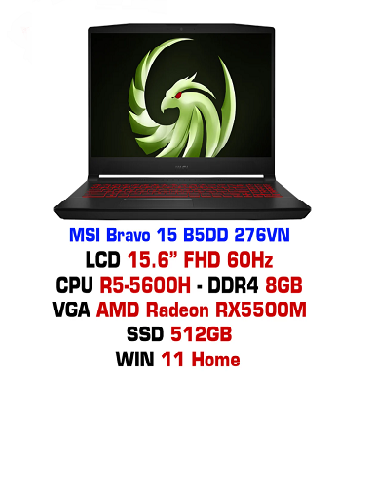 MSI Bravo 15 B5DD 276VN
LCD 15.6” FHD 60Hz
CPU R5-5600H - DDR4 8GB
VGA AMD Radeon RX5500M
SSD 512GB
WIN 11 Home